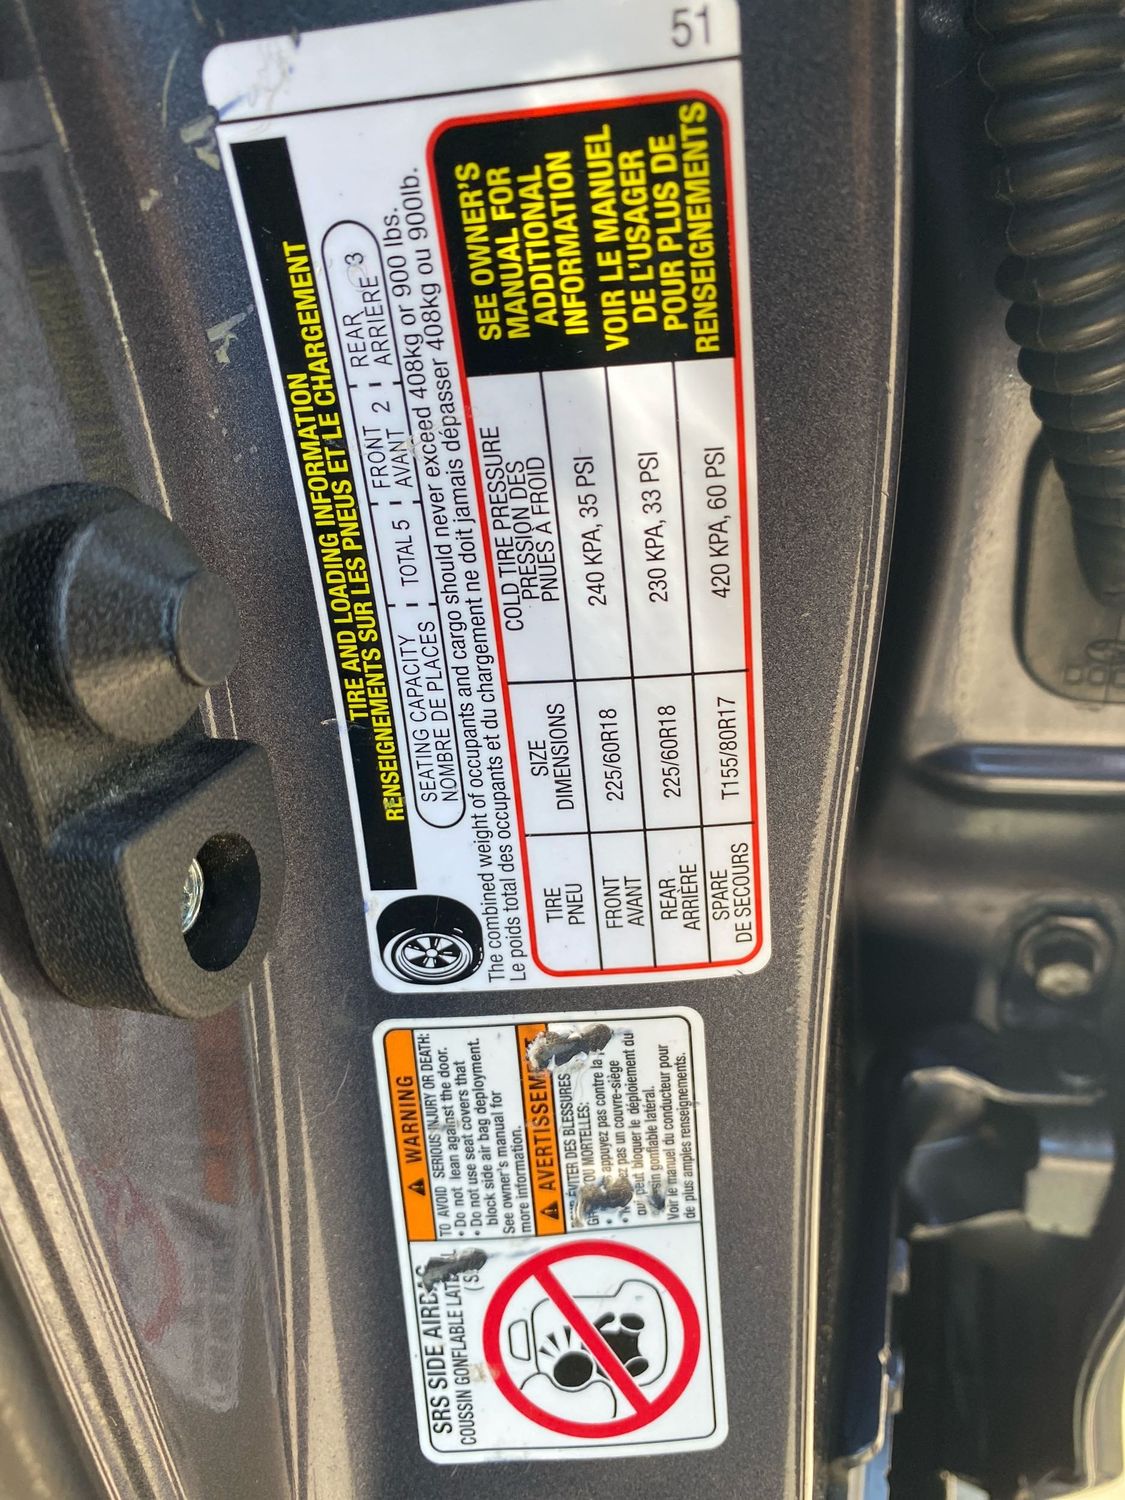 51
TIRE AND LOADING INFORMATION
RENSEIGNEMENTS SUR LES PNEUS ET LE CHARGEMENT
SEATING CAPACITY TOTAL 5 FRONT 2 REAR 3
NOMBRE DE PLACES AVANT ARRIÈRE
The combined weight of occupants and cargo should never exceed 408kg or 900 lbs.
Le poids total des occupants et du chargement ne doit jamais dépasser 408kg ou 900lb.
TIRE SIZE COLD TIRE PRESSURE
PNEU DIMENSIONS PRESSION DES
PNUES À FROID
FRONT 225/60R18 240 KPA, 35 PSI
AVANT
REAR 225/60R18 230 KPA, 33 PSI
ARRIÈRE
SPARE T155/80R17 420 KPA, 60 PSI
DE SECOURS
SEE OWNER'S
MANUAL FOR
ADDITIONAL
INFORMATION
VOIR LE MANUEL
DE L'USAGER
POUR PLUS DE
RENSEIGNEMENTS
SRS SIDE
COUSSIN GONFLABLE
WARNING
TO AVOID SERIOUS INJURY OR DEATH:
• Do not lean against the door.
• Do not use seat covers that
block side air bag deployment.
See owner's manual for
more information.
DES BLESSURES
OU MORTELLES:
appuyez pas contre la
pas un couvre-siège
qui peut bloquer le déploiement du
gonflable latéral.
Voir le manuel du conducteur pour
de plus amples renseignements.